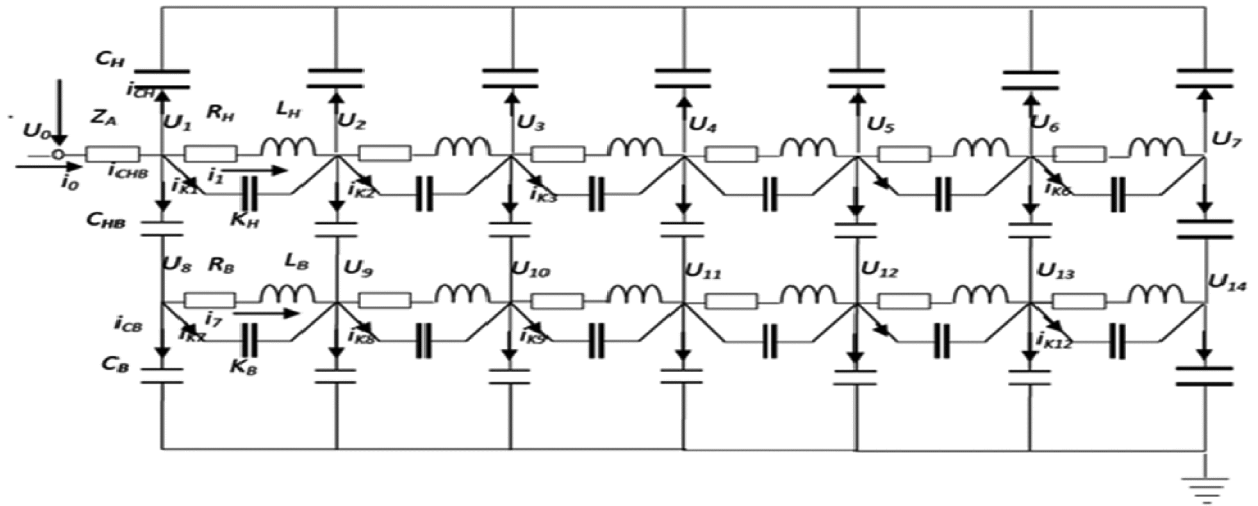 C_H
i_CH
U_0 Z_A U_1 R_H L_H U_2 U_3 U_4 U_5 U_6 U_7
i_0 i_CHB i_K1 i_1 i_K2 i_K3 i_K6
C_HB K_H
U_8 R_B L_B U_9 U_10 U_11 U_12 U_13 U_14
i_CB i_K7 i_7 i_K8 i_K9 i_K12
C_B K_B